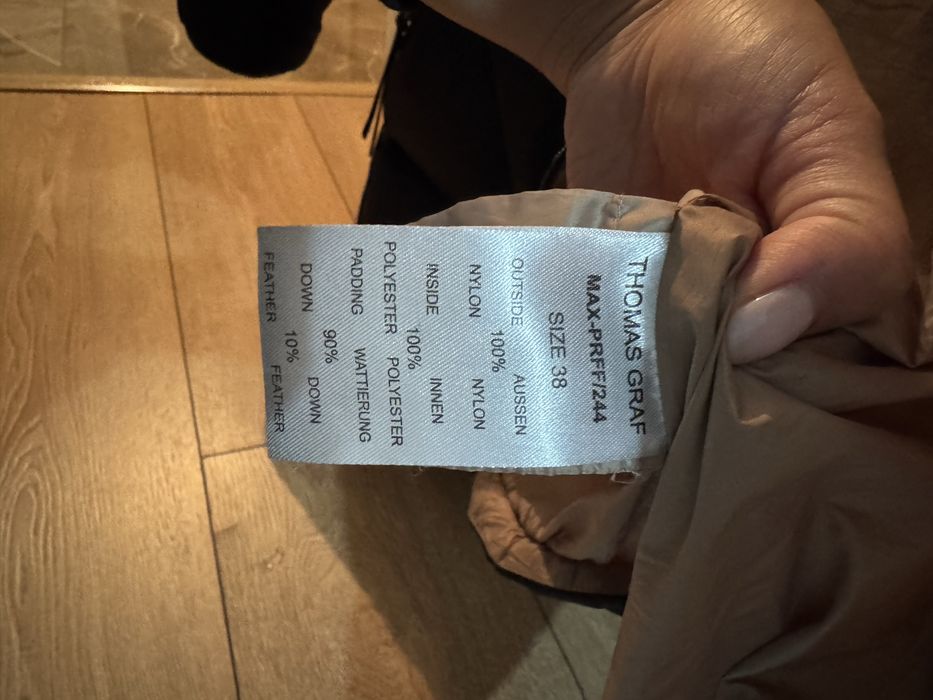 THOMAS GRAF
MAX-PRFF/244
SIZE 38
OUTSIDE AUSSEN
100%
NYLON NYLON
INSIDE INNEN
100%
POLYESTER POLYESTER
PADDING WATTIERUNG
90%
DOWN DOWN
10%
FEATHER FEATHER